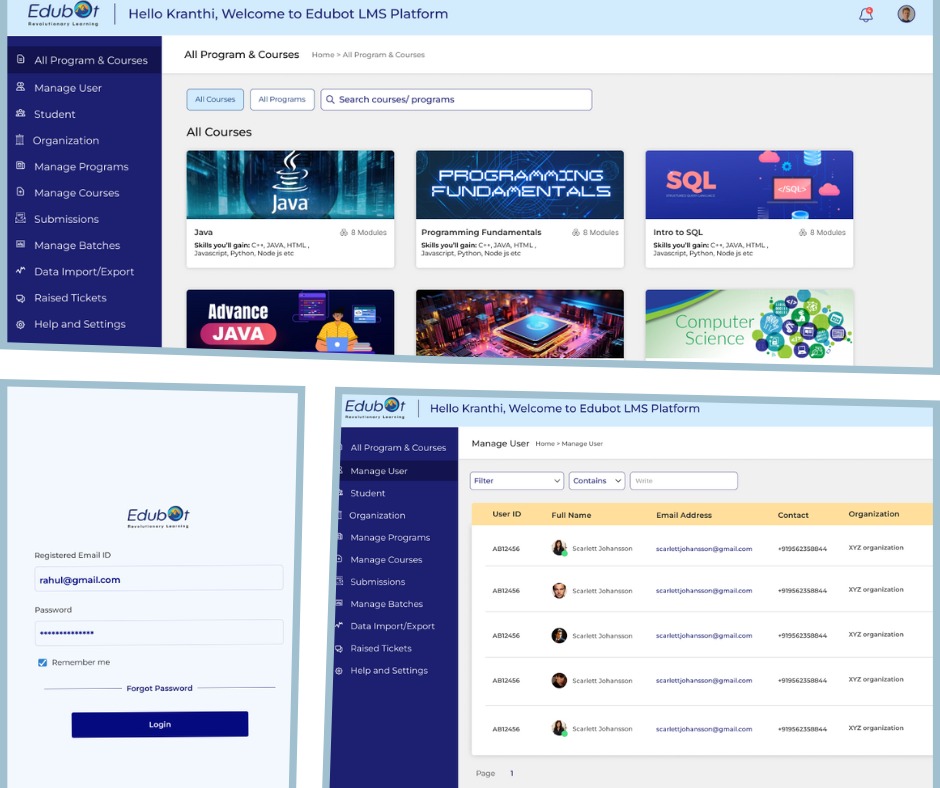 Edubot
Revolutionary Learning
Hello Kranthi, Welcome to Edubot LMS Platform
All Program & Courses
Manage User
Student
Organization
Manage Programs
Manage Courses
Submissions
Manage Batches
Data Import/Export
Raised Tickets
Help and Settings
All Program & Courses
Home > All Program & Courses
All Courses
All Programs
Search courses/ programs
All Courses
Java
Java
8 Modules
Skills you'll gain: C++, JAVA, HTML ,
Javascript, Python, Node js etc
PROGRAMMING
FUNDAMENTALS
Programming Fundamentals
8 Modules
Skills you'll gain: C++, JAVA, HTML ,
Javascript, Python, Node js etc
SQL
</SQL>
Intro to SQL
8 Modules
Skills you'll gain: C++, JAVA, HTML ,
Javascript, Python, Node js etc
Advance
JAVA
Computer
Science
Edubot
Revolutionary Learning
Registered Email ID
rahul@gmail.com
Password
**************
Remember me
Forgot Password
Login
Edubot
Revolutionary Learning
Hello Kranthi, Welcome to Edubot LMS Platform
All Program & Courses
Manage User
Student
Organization
Manage Programs
Manage Courses
Submissions
Manage Batches
Data Import/Export
Raised Tickets
Help and Settings
Manage User
Home > Manage User
Filter
Contains
Write
User ID Full Name Email Address Contact Organization
AB12456 Scarlett Johansson scarlettjohansson@gmail.com +919562358844 XYZ organization
AB12456 Scarlett Johansson scarlettjohansson@gmail.com +919562358844 XYZ organization
AB12456 Scarlett Johansson scarlettjohansson@gmail.com +919562358844 XYZ organization
AB12456 Scarlett Johansson scarlettjohansson@gmail.com +919562358844 XYZ organization
AB12456 Scarlett Johansson scarlettjohansson@gmail.com +919562358844 XYZ organization
Page 1